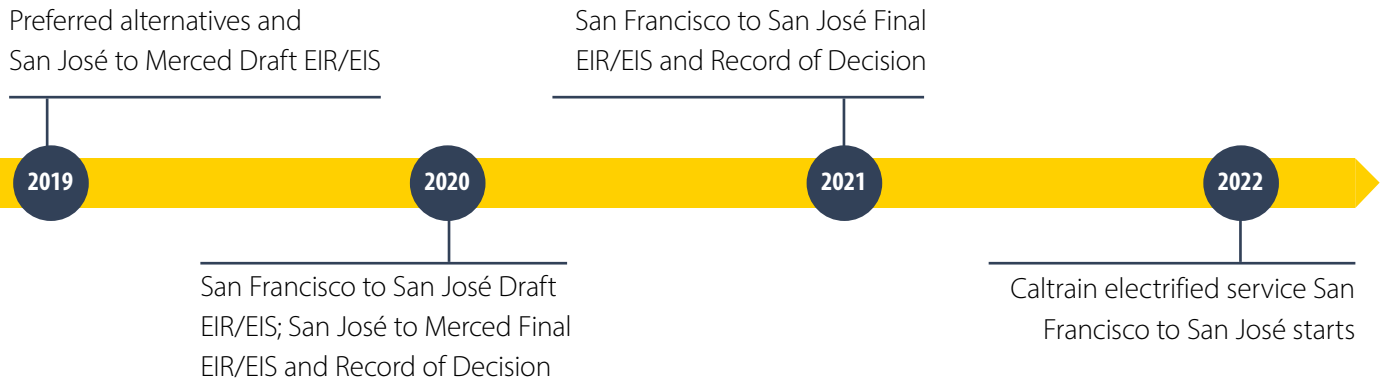 Preferred alternatives and
San José to Merced Draft EIR/EIS
San Francisco to San José Final
EIR/EIS and Record of Decision
2019
2020
2021
2022
San Francisco to San José Draft
EIR/EIS; San José to Merced Final
EIR/EIS and Record of Decision
Caltrain electrified service San
Francisco to San José starts